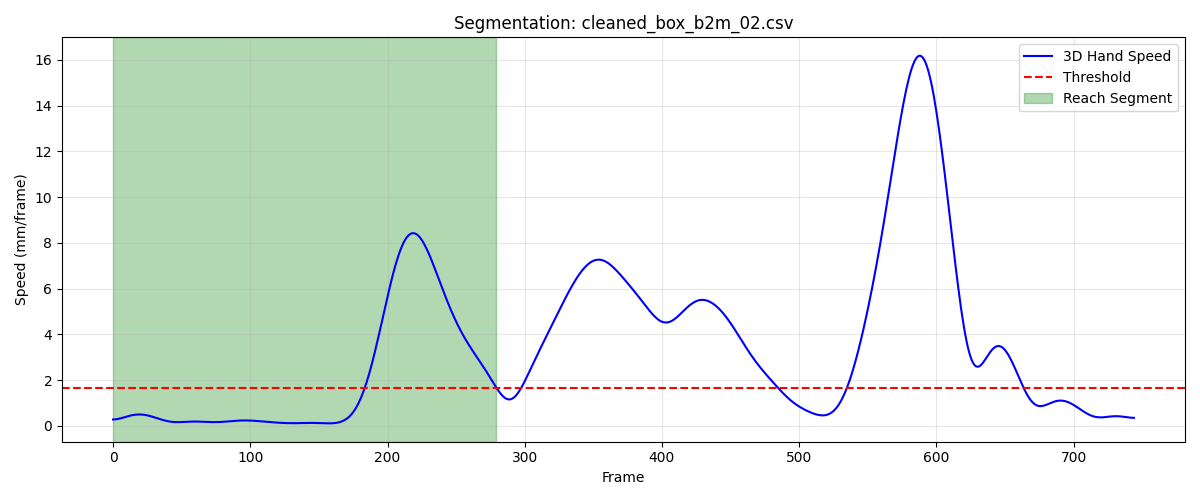 Segmentation: cleaned_box_b2m_02.csv
3D Hand Speed
Threshold
Reach Segment
Speed (mm/frame)
16
14
12
10
8
6
4
2
0
0 100 200 300 400 500 600 700
Frame